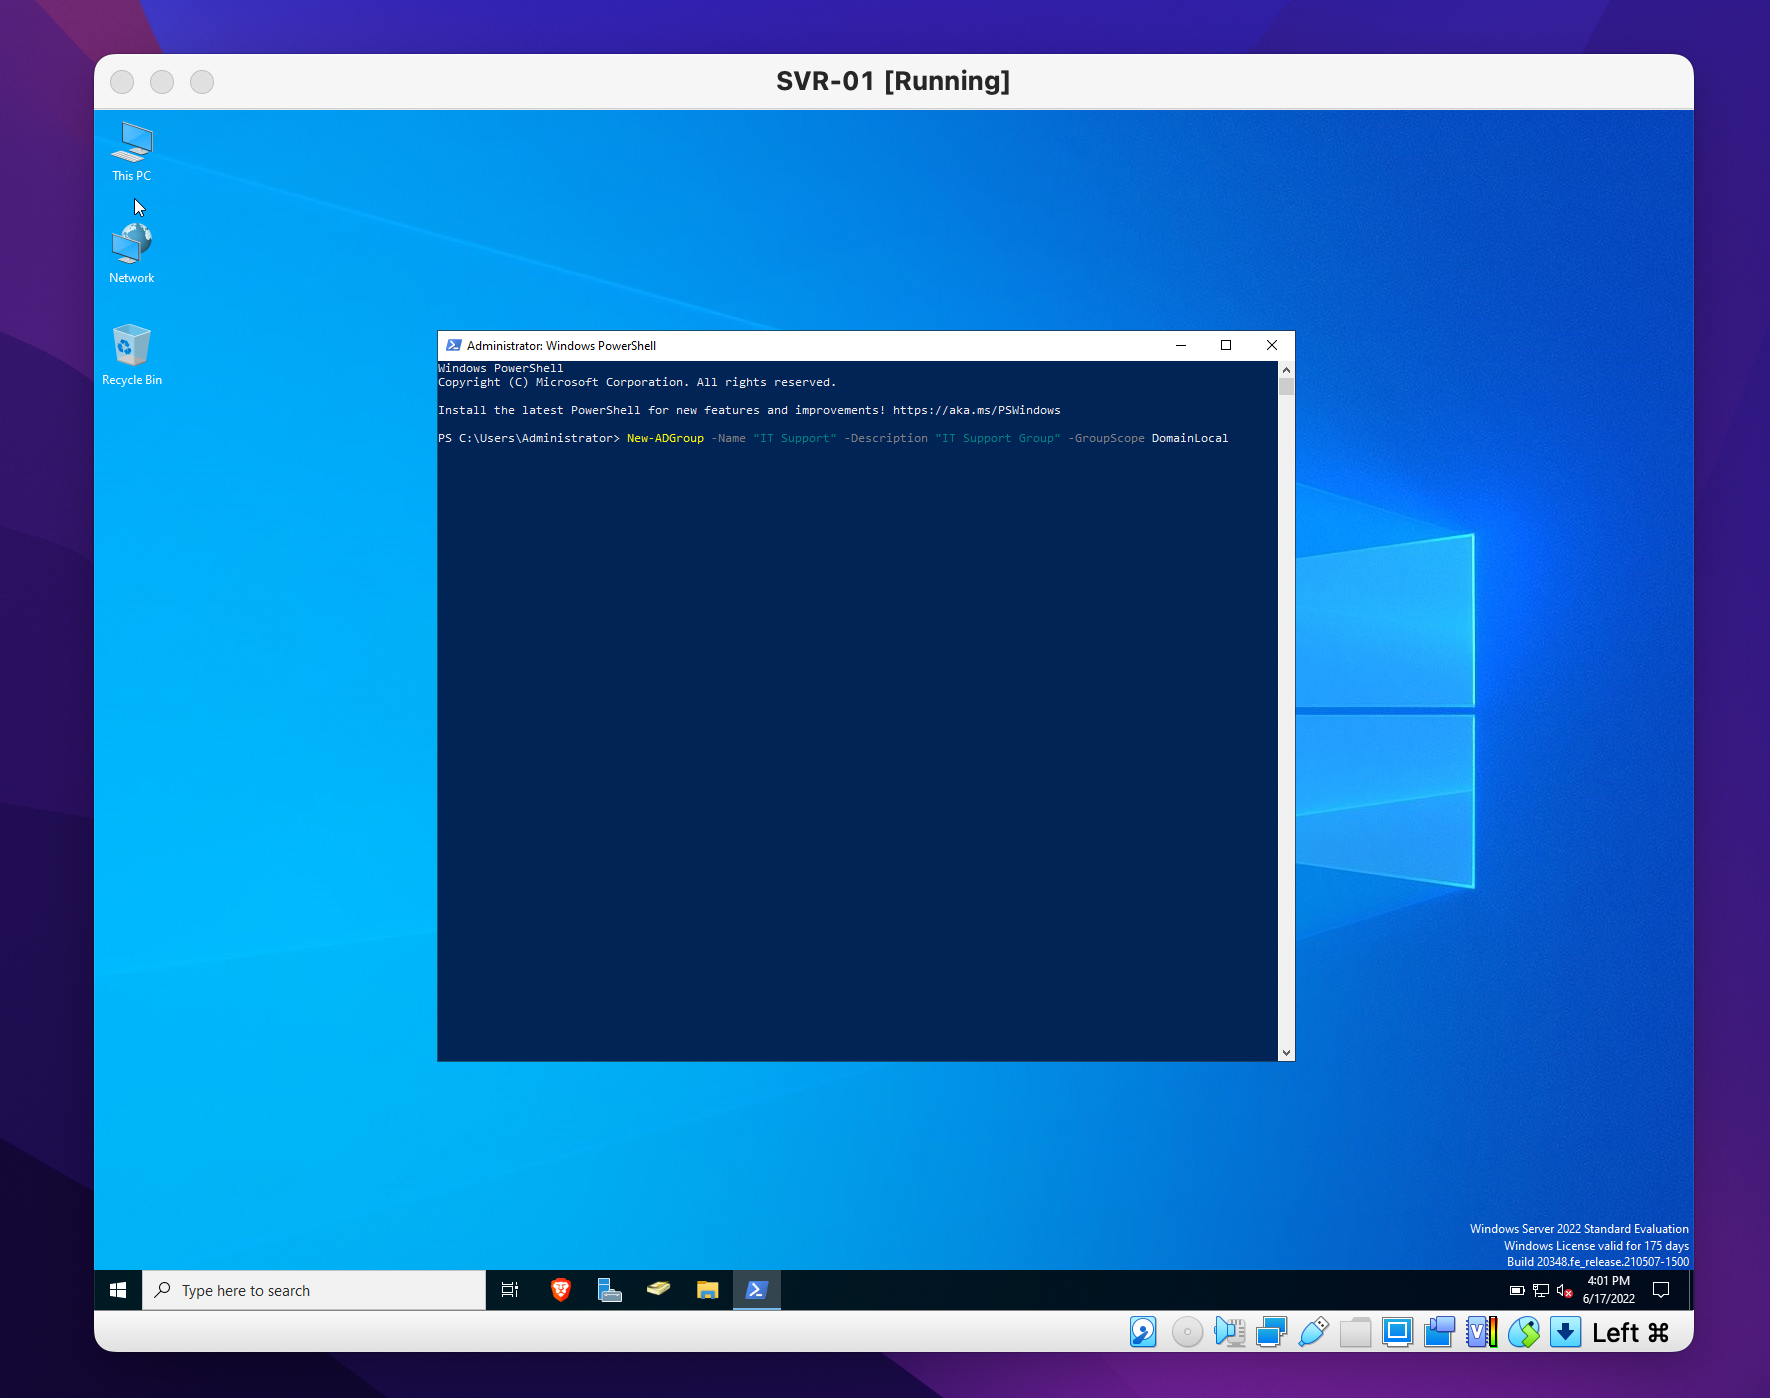 SVR-01 [Running]
This PC
Network
Recycle Bin
Administrator: Windows PowerShell
Windows PowerShell
Copyright (C) Microsoft Corporation. All rights reserved.
Install the latest PowerShell for new features and improvements! https://aka.ms/PSWindows
PS C:\Users\Administrator> New-ADGroup -Name "IT Support" -Description "IT Support Group" -GroupScope DomainLocal
Windows Server 2022 Standard Evaluation
Windows License valid for 175 days
Build 20348.fe_release.210507-1500
Type here to search
4:01 PM
6/17/2022
Left ⌘